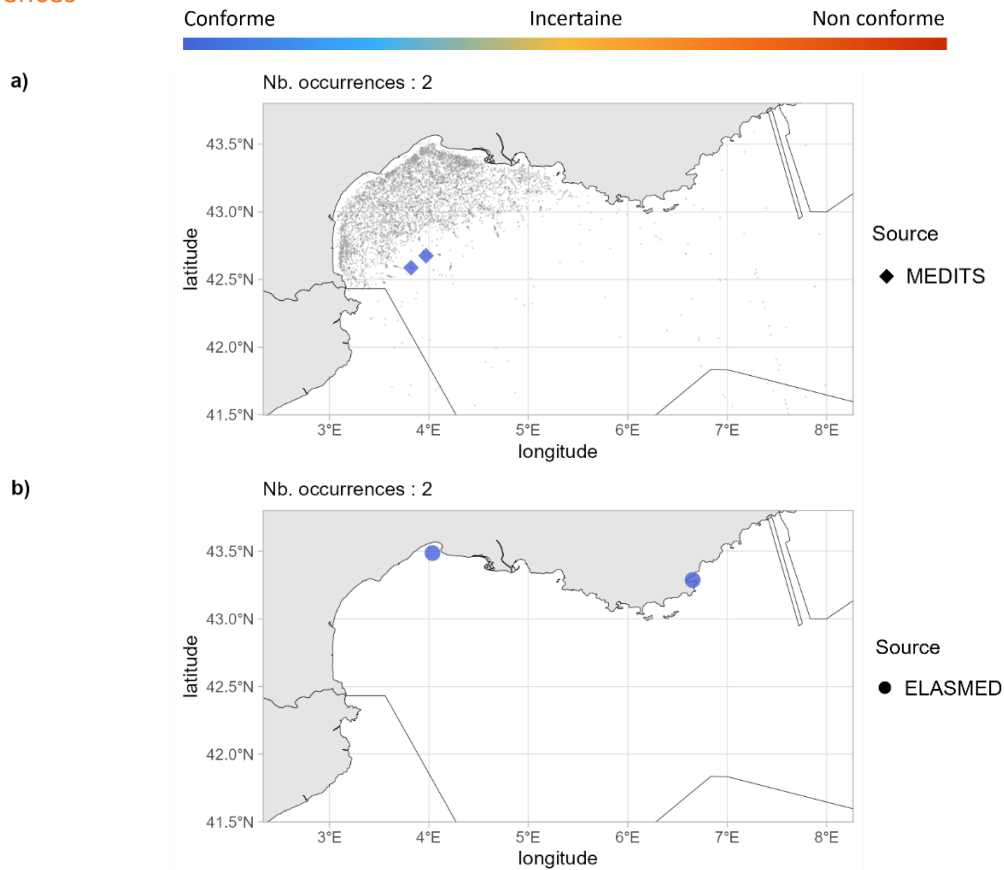 Conforme Incertaine Non conforme
a)
Nb. occurrences : 2
43.5°N
43.0°N
42.5°N
42.0°N
41.5°N
latitude
3°E 4°E 5°E 6°E 7°E 8°E
longitude
Source
MEDITS
b)
Nb. occurrences : 2
43.5°N
43.0°N
42.5°N
42.0°N
41.5°N
latitude
3°E 4°E 5°E 6°E 7°E 8°E
longitude
Source
ELASMED